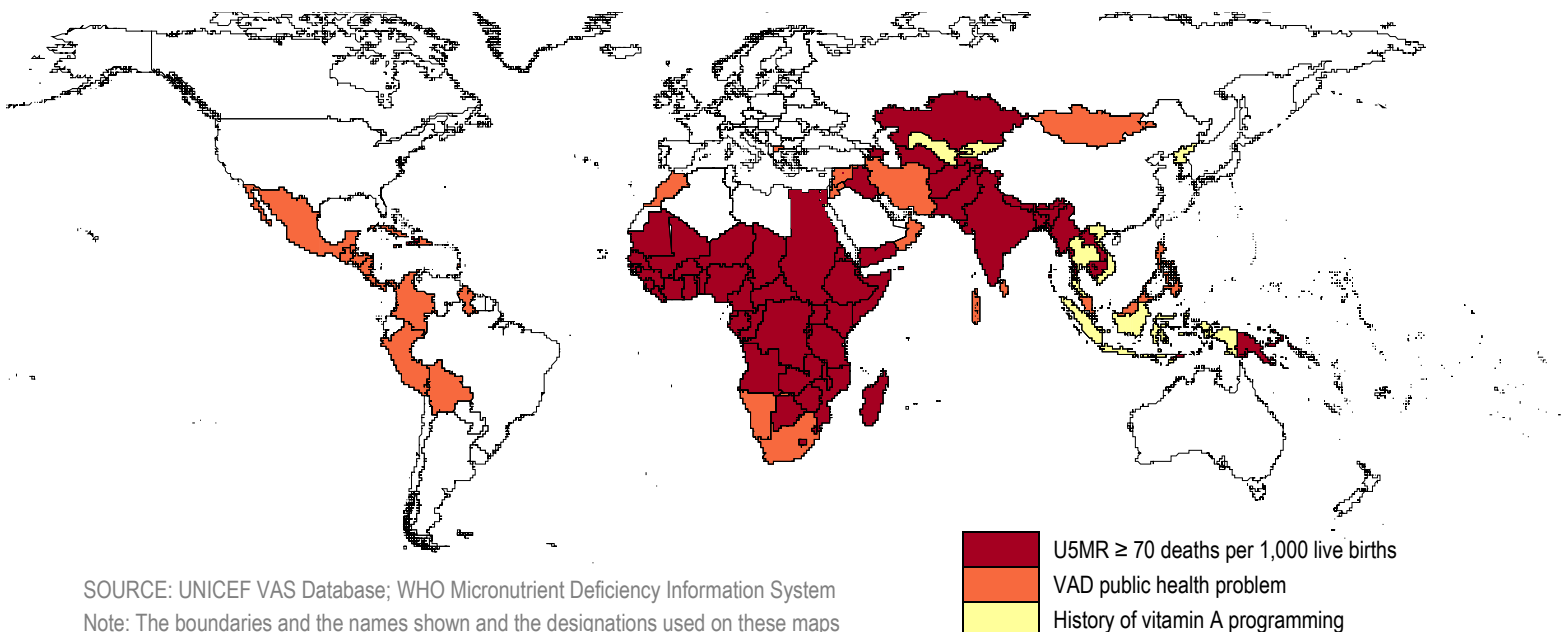 U5MR ≥ 70 deaths per 1,000 live births
VAD public health problem
History of vitamin A programming
SOURCE: UNICEF VAS Database; WHO Micronutrient Deficiency Information System
Note: The boundaries and the names shown and the designations used on these maps